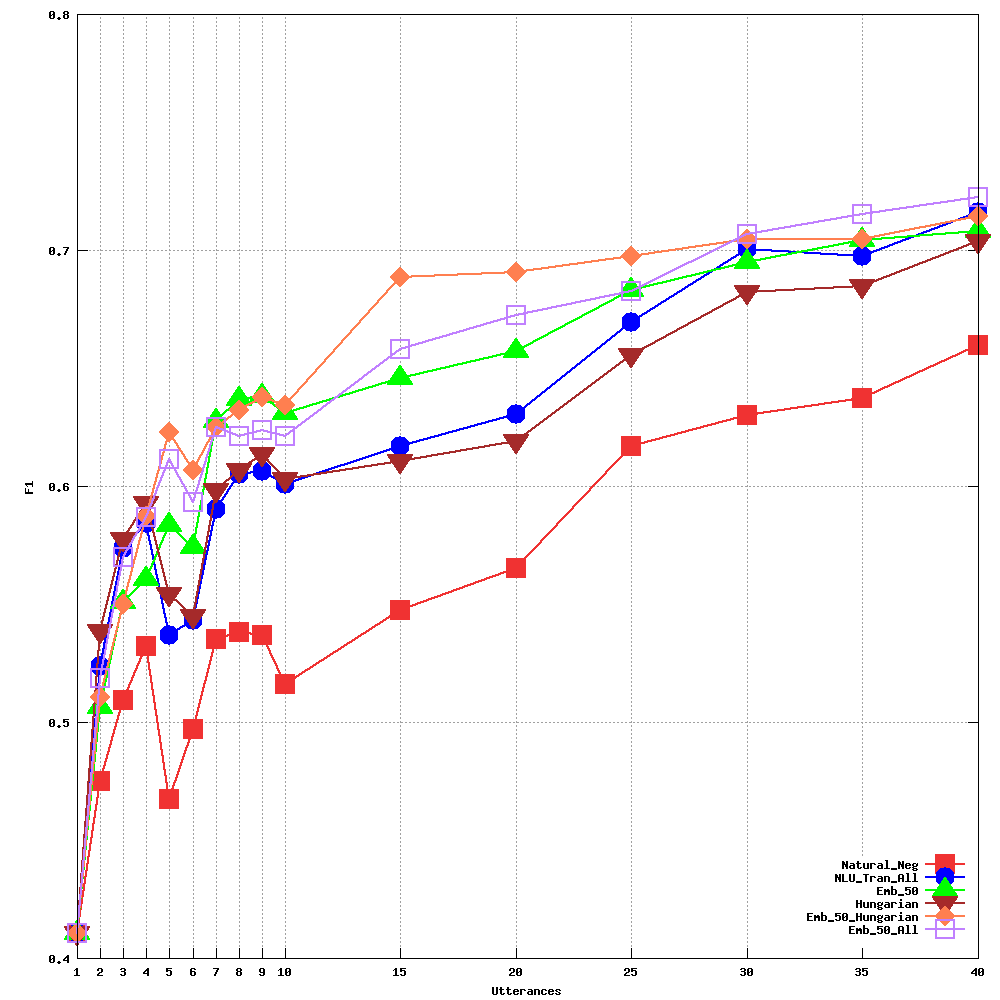 0.8
0.7
0.6
0.5
0.4
F1
1 2 3 4 5 6 7 8 9 10 15 20 25 30 35 40
Utterances
Natural_Neg
NLU_Tran_All
Emb_50
Hungarian
Emb_50_Hungarian
Emb_50_All